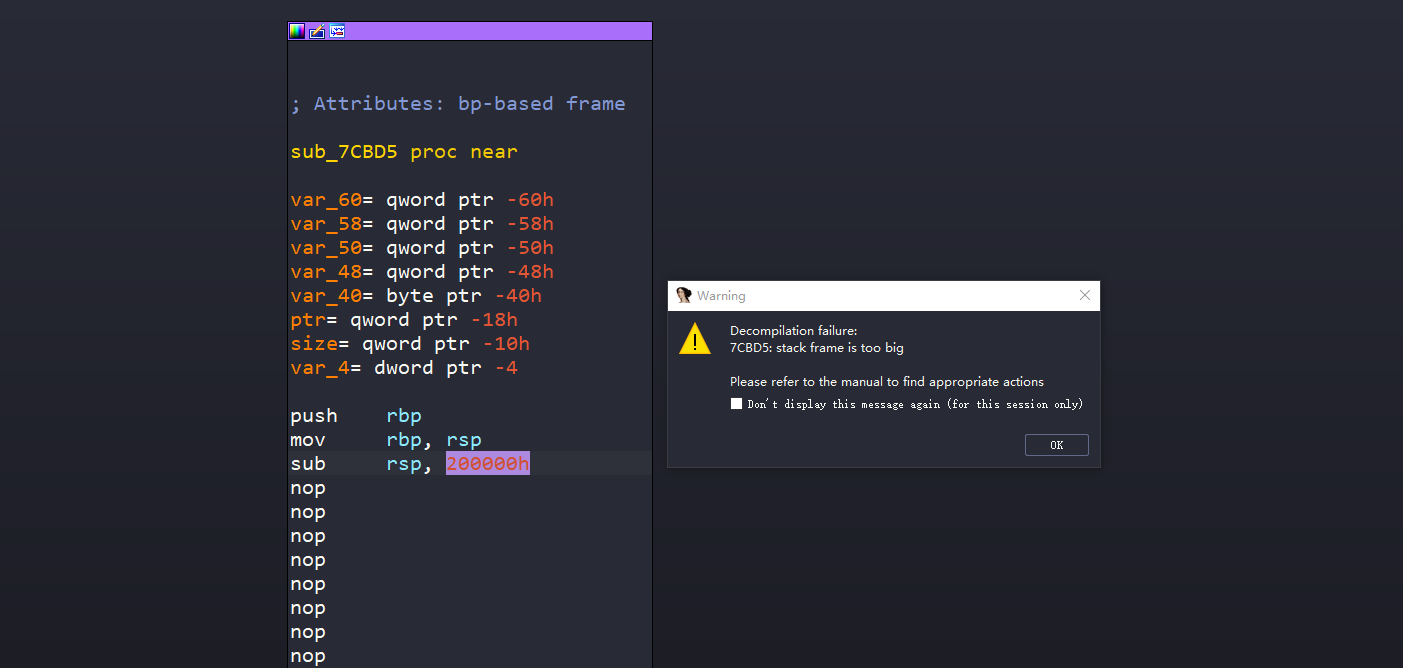 ; Attributes: bp-based frame
sub_7CBD5 proc near
var_60= qword ptr -60h
var_58= qword ptr -58h
var_50= qword ptr -50h
var_48= qword ptr -48h
var_40= byte ptr -40h
ptr= qword ptr -18h
size= qword ptr -10h
var_4= dword ptr -4
push    rbp
mov     rbp, rsp
sub     rsp, 200000h
nop
nop
nop
nop
nop
nop
nop
nop
Warning
Decompilation failure:
7CBD5: stack frame is too big
Please refer to the manual to find appropriate actions
Don't display this message again (for this session only)
OK